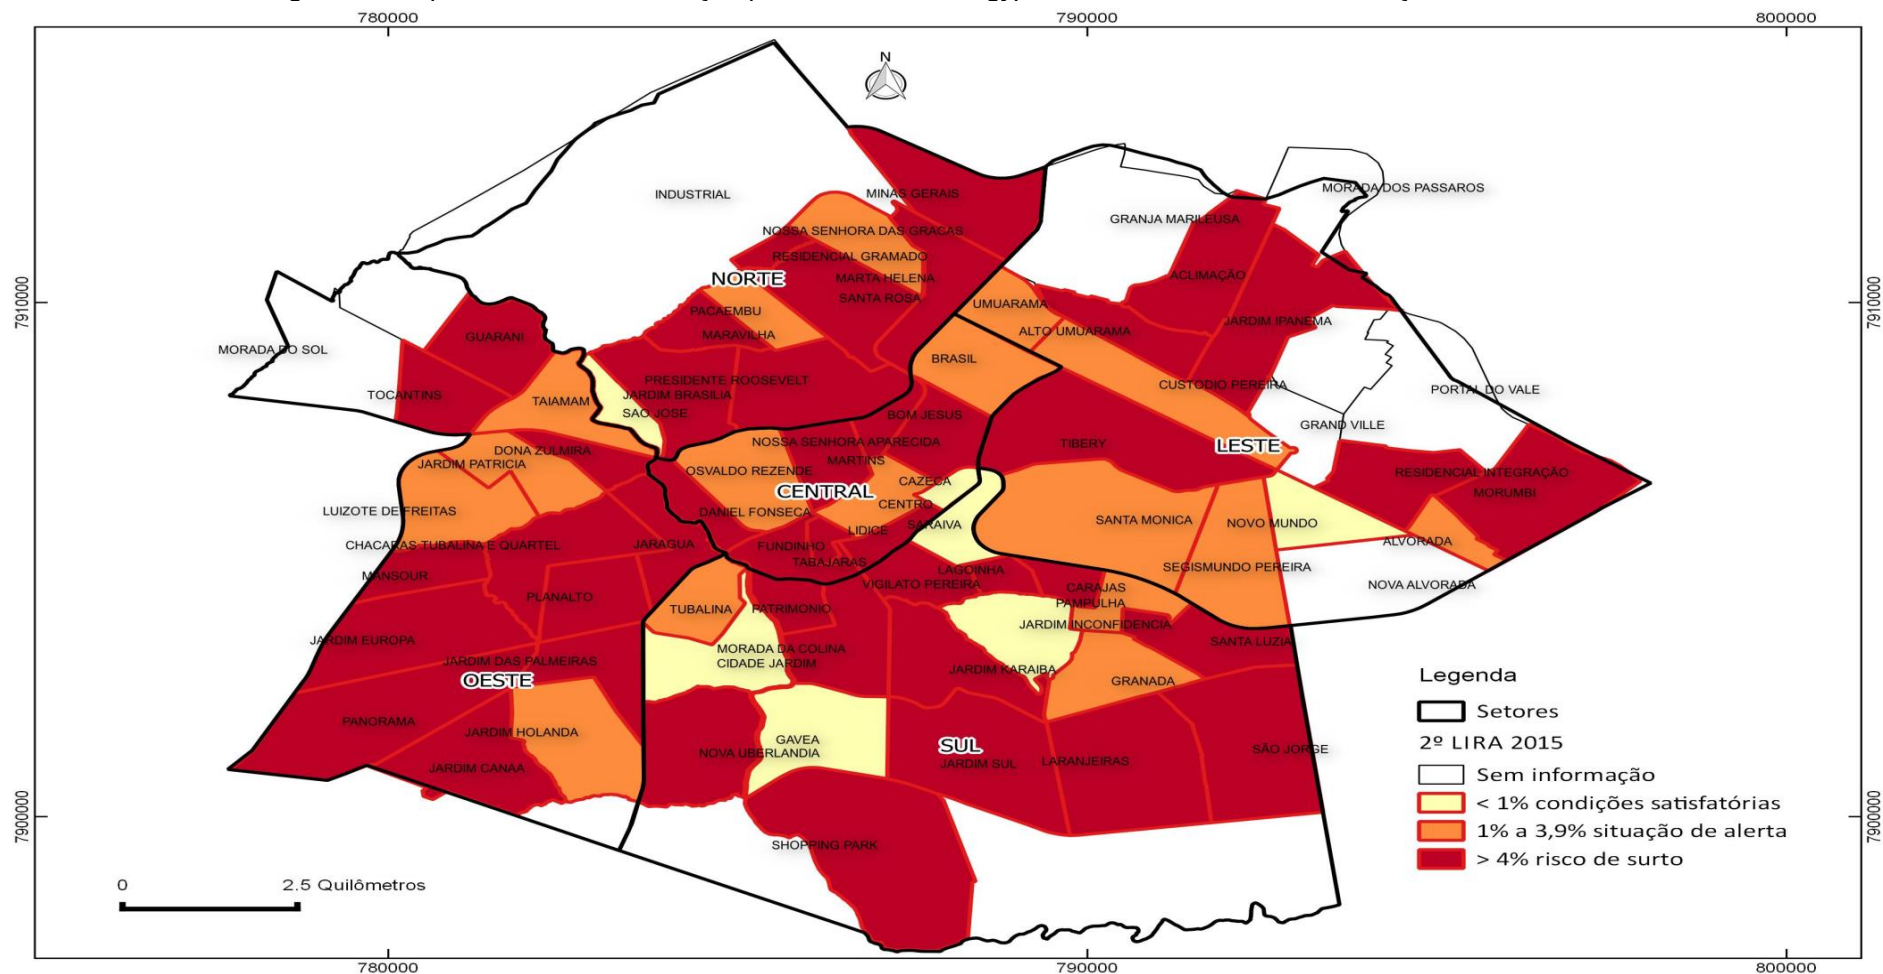 780000
790000
800000
N
INDUSTRIAL
MINAS GERAIS
MORADA DOS PASSAROS
GRANJA MARILEUSA
NOSSA SENHORA DAS GRACAS
RESIDENCIAL GRAMADO
NORTE
MARTA HELENA
ACLIMAÇÃO
SANTA ROSA
UMUARAMA
7910000
7910000
PACAEMBU
MARAVILHA
ALTO UMUARAMA
JARDIM IPANEMA
GUARANI
MORADA DO SOL
BRASIL
PRESIDENTE ROOSEVELT
CUSTODIO PEREIRA
PORTAL DO VALE
TOCANTINS
JARDIM BRASILIA
TAIAMAM
SAO JOSE
BOM JESUS
GRAND VILLE
NOSSA SENHORA APARECIDA
TIBERY
LESTE
DONA ZULMIRA
JARDIM PATRICIA
MARTINS
OSVALDO REZENDE
RESIDENCIAL INTEGRAÇÃO
CAZECA
CENTRAL
MORUMBI
CENTRO
LUIZOTE DE FREITAS
DANIEL FONSECA
SANTA MONICA
NOVO MUNDO
SARAIVA
LIDICE
CHACARAS TUBALINA E QUARTEL
JARAGUA
FUNDINHO
ALVORADA
TABAJARAS
LAGOINHA
SEGISMUNDO PEREIRA
MANSOUR
VIGILATO PEREIRA
CARAJAS
NOVA ALVORADA
PLANALTO
TUBALINA
PATRIMONIO
PAMPULHA
JARDIM INCONFIDENCIA
JARDIM EUROPA
SANTA LUZIA
MORADA DA COLINA
JARDIM DAS PALMEIRAS
CIDADE JARDIM
JARDIM KARAIBA
OESTE
GRANADA
Legenda
PANORAMA
Setores
JARDIM HOLANDA
GAVEA
2º LIRA 2015
NOVA UBERLANDIA
SUL
SÃO JORGE
JARDIM CANAA
JARDIM SUL
LARANJEIRAS
Sem informação
< 1% condições satisfatórias
7900000
7900000
1% a 3,9% situação de alerta
SHOPPING PARK
> 4% risco de surto
0
2.5 Quilômetros
780000
790000
800000